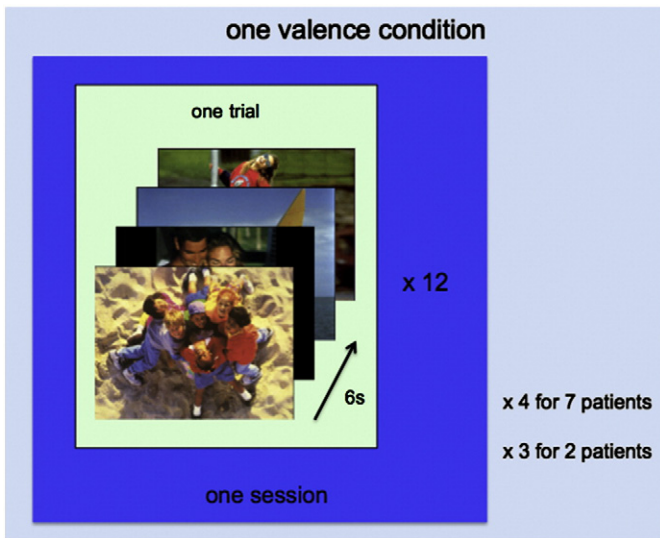 one valence condition
one trial
x 12
6s
x 4 for 7 patients
x 3 for 2 patients
one session